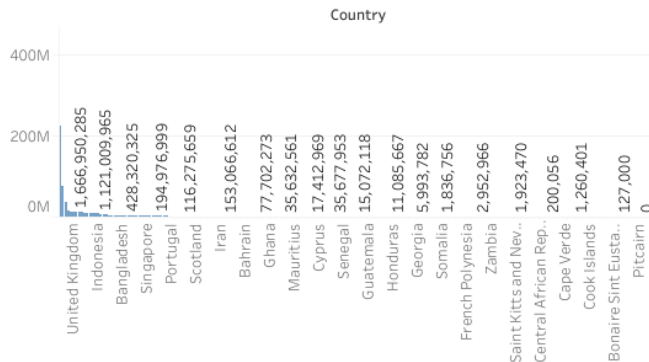 Country
400M
200M
0M
1,666,950,285
1,121,009,965
428,320,325
194,976,999
116,275,659
153,066,612
77,702,273
35,632,561
17,412,969
35,677,953
15,072,118
11,085,667
5,993,782
1,836,756
2,952,966
1,923,470
200,056
1,260,401
127,000
0
United Kingdom
Indonesia
Bangladesh
Singapore
Portugal
Scotland
Iran
Bahrain
Ghana
Mauritius
Cyprus
Senegal
Guatemala
Honduras
Georgia
Somalia
French Polynesia
Zambia
Saint Kitts and Nev..
Central African Rep..
Cape Verde
Cook Islands
Bonaire Sint Eusta..
Pitcairn